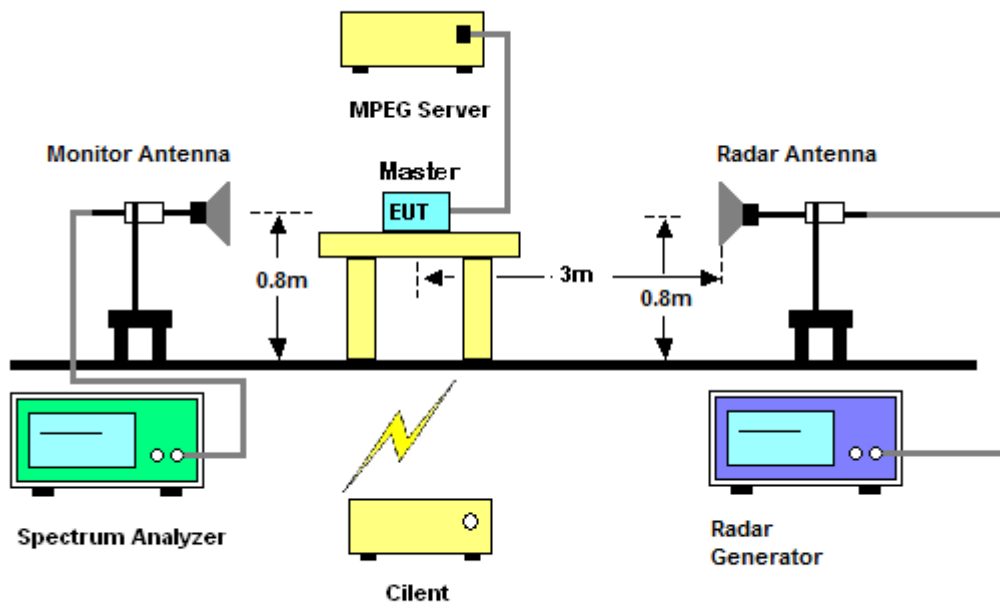 MPEG Server
Monitor Antenna
Master
Radar Antenna
EUT
0.8m
3m
0.8m
Spectrum Analyzer
Cilent
Radar
Generator